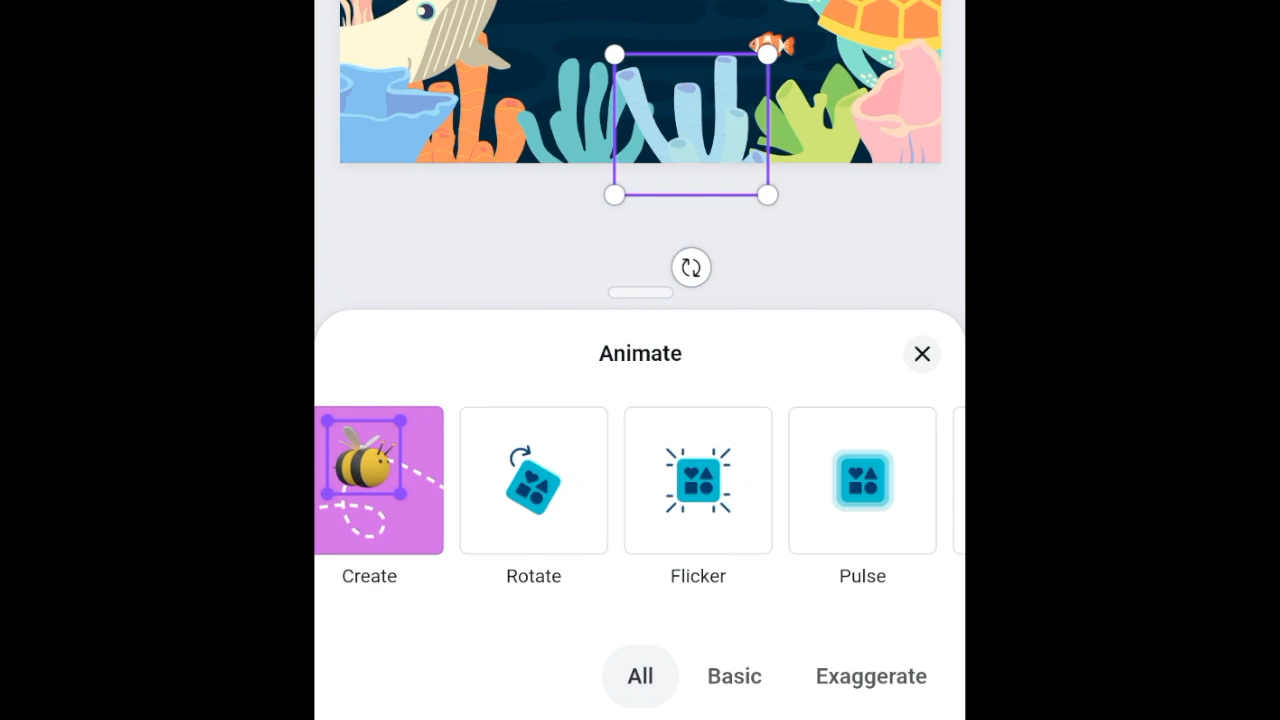 Animate
Create
Rotate
Flicker
Pulse
All
Basic
Exaggerate